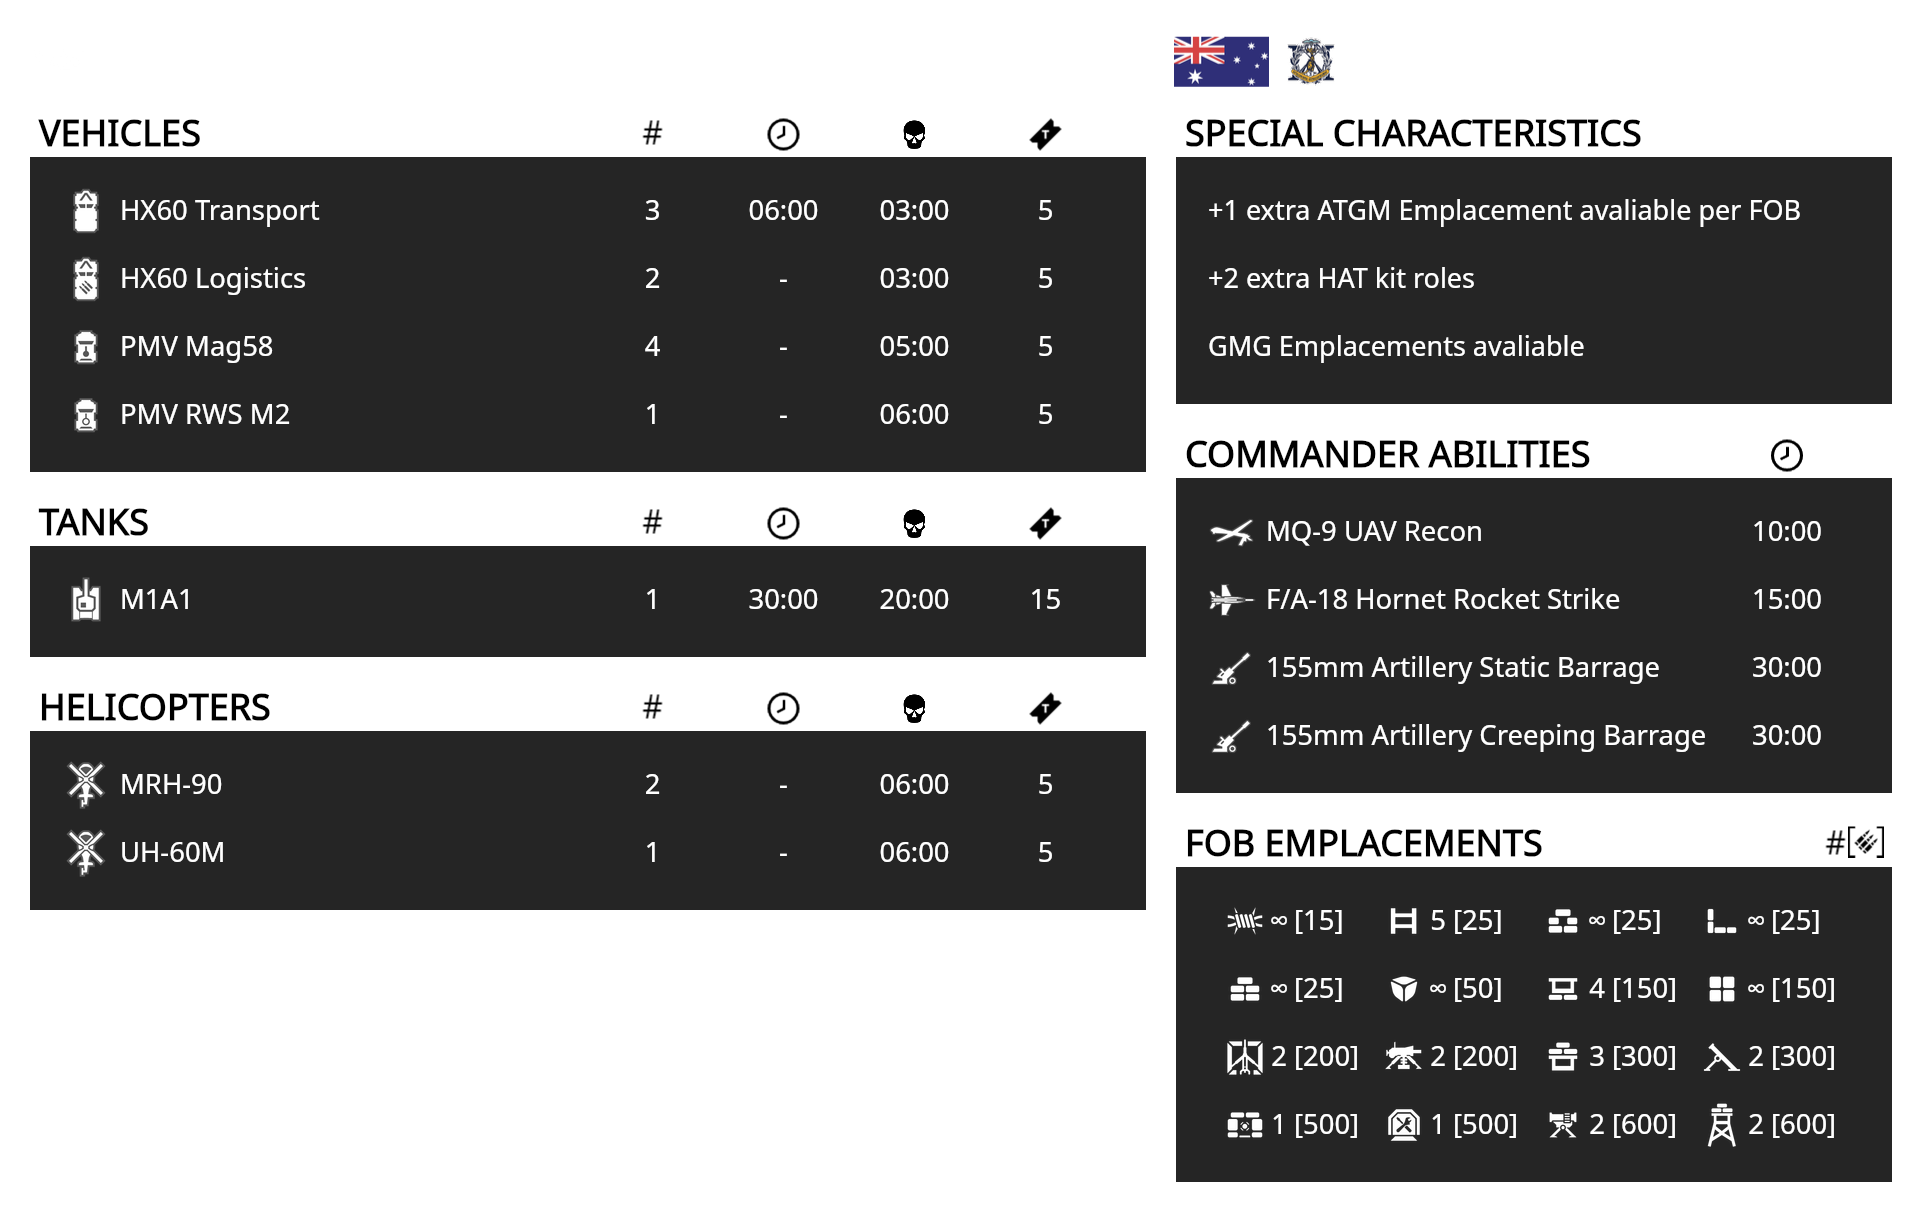 VEHICLES #
HX60 Transport 3 06:00 03:00 5
HX60 Logistics 2 - 03:00 5
PMV Mag58 4 - 05:00 5
PMV RWS M2 1 - 06:00 5
TANKS #
M1A1 1 30:00 20:00 15
HELICOPTERS #
MRH-90 2 - 06:00 5
UH-60M 1 - 06:00 5
SPECIAL CHARACTERISTICS
+1 extra ATGM Emplacement avaliable per FOB
+2 extra HAT kit roles
GMG Emplacements avaliable
COMMANDER ABILITIES
MQ-9 UAV Recon 10:00
F/A-18 Hornet Rocket Strike 15:00
155mm Artillery Static Barrage 30:00
155mm Artillery Creeping Barrage 30:00
FOB EMPLACEMENTS #[]
∞ [15] 5 [25] ∞ [25] ∞ [25]
∞ [25] ∞ [50] 4 [150] ∞ [150]
2 [200] 2 [200] 3 [300] 2 [300]
1 [500] 1 [500] 2 [600] 2 [600]